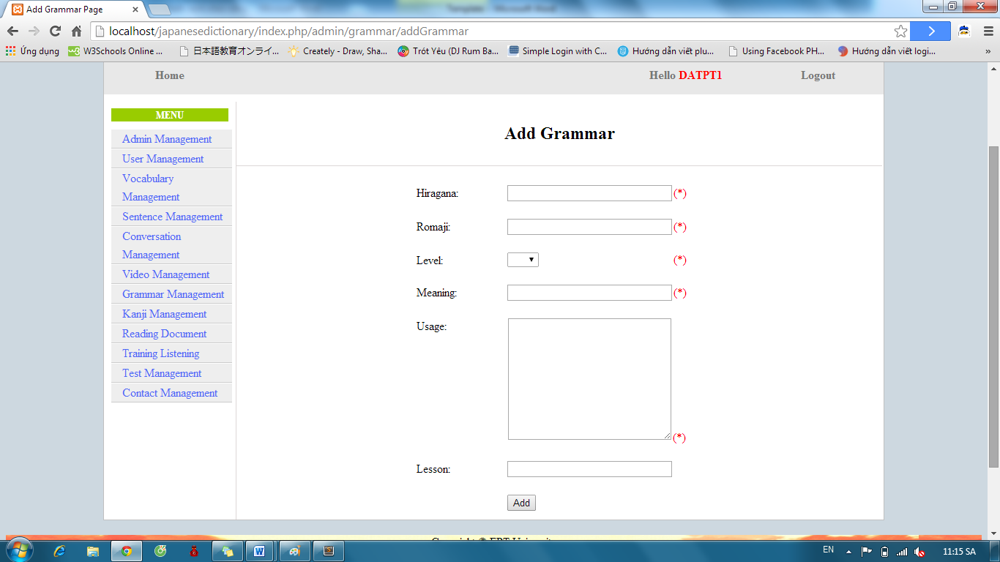 Add Grammar Page
localhost/japanesedictionary/index.php/admin/grammar/addGrammar
Ứng dụng W3Schools Online ... 日本語教育オンライ... Creately - Draw, Sha... Trót Yêu (DJ Rum Ba... Simple Login with C... Hướng dẫn viết plu... Using Facebook PH... Hướng dẫn viết logi... »
Home Hello DATPT1 Logout
MENU
Admin Management
User Management
Vocabulary
Management
Sentence Management
Conversation
Management
Video Management
Grammar Management
Kanji Management
Reading Document
Training Listening
Test Management
Contact Management
Add Grammar
Hiragana: (*)
Romaji: (*)
Level: (*)
Meaning: (*)
Usage: (*)
Lesson:
Add
EN 11:15 SA